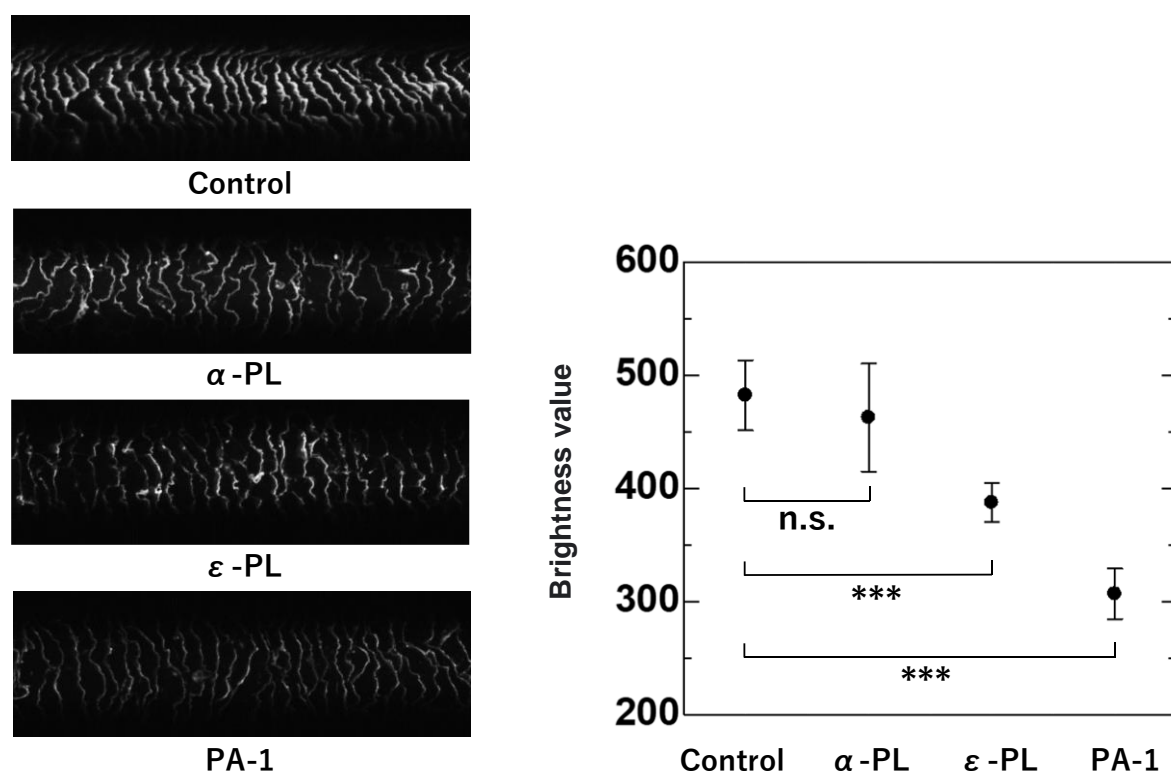 Control
α-PL
ε-PL
PA-1
600
500
400
300
200
Brightness value
n.s.
***
***
Control α-PL ε-PL PA-1